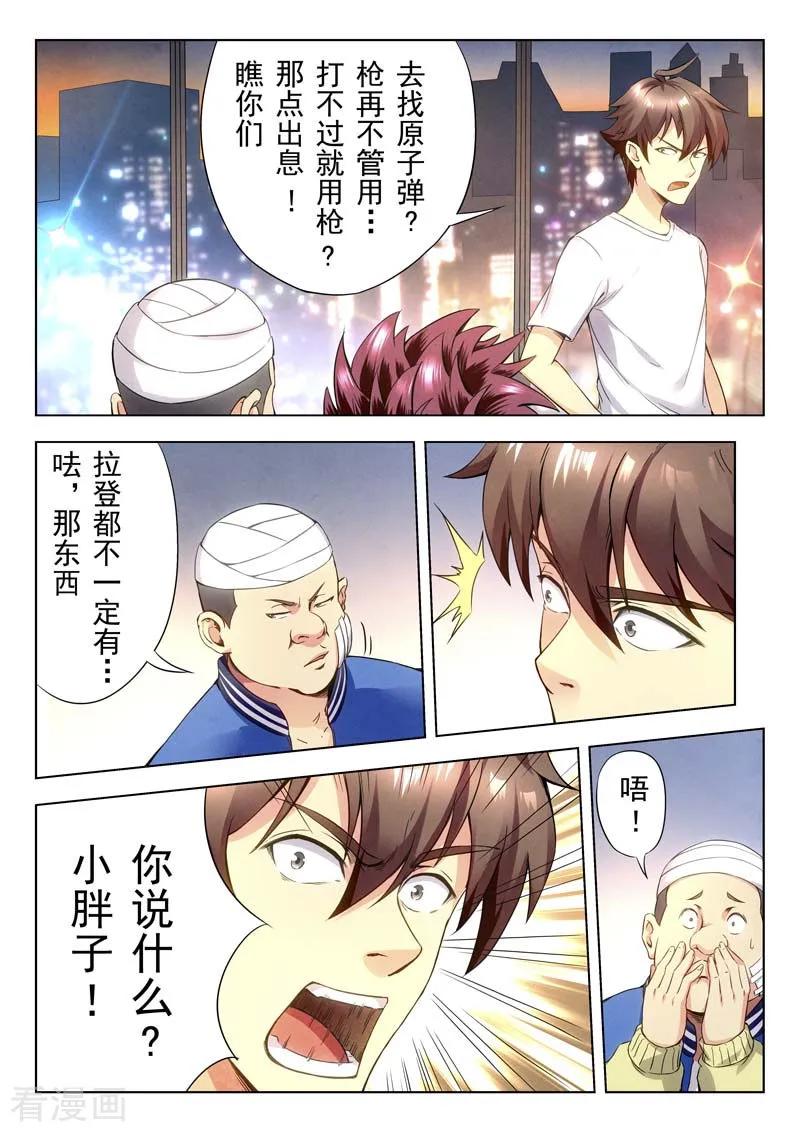 瞧你们
那点出息！
打不过就用枪？
枪再不管用…
去找原子弹？
呿，那东西
拉登都不一定有…
小胖子！
你说什么？
唔！
看漫画